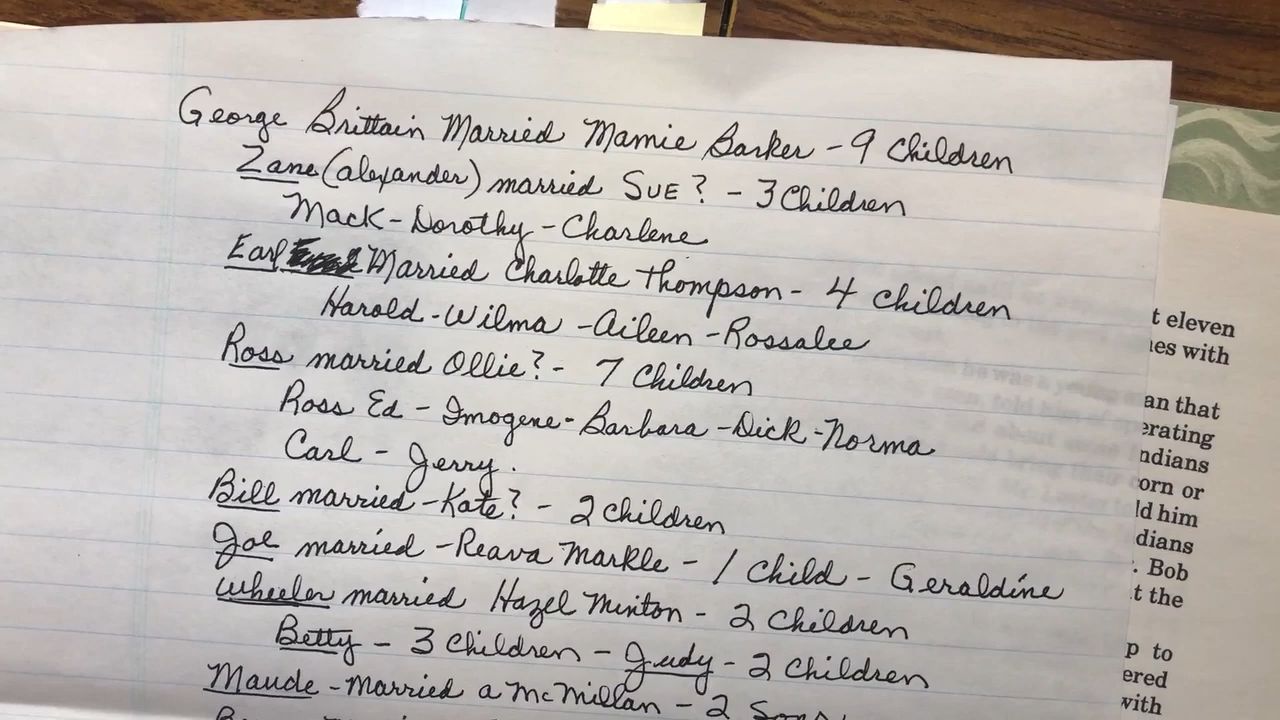 George Brittain Married Mamie Barker - 9 Children
Zane (alexander) married SUE? - 3 Children
Mack - Dorothy - Charlene
Earl Married Charlotte Thompson - 4 children
Harold - Wilma - Aileen - Rossalee
Ross married Ollie? - 7 Children
Ross Ed - Imogene - Barbara - Dick - Norma
Carl - Jerry.
Bill married - Kate? - 2 children
Joe married - Reava Markle - 1 Child - Geraldine
Wheeler married Hazel Minton - 2 Children
Betty - 3 Children - Judy - 2 Children
Maude - Married a McMillan - 2 Sons
t eleven
es with
an that
erating
ndians
orn or
ld him
dians
. Bob
t the
p to
ered
with